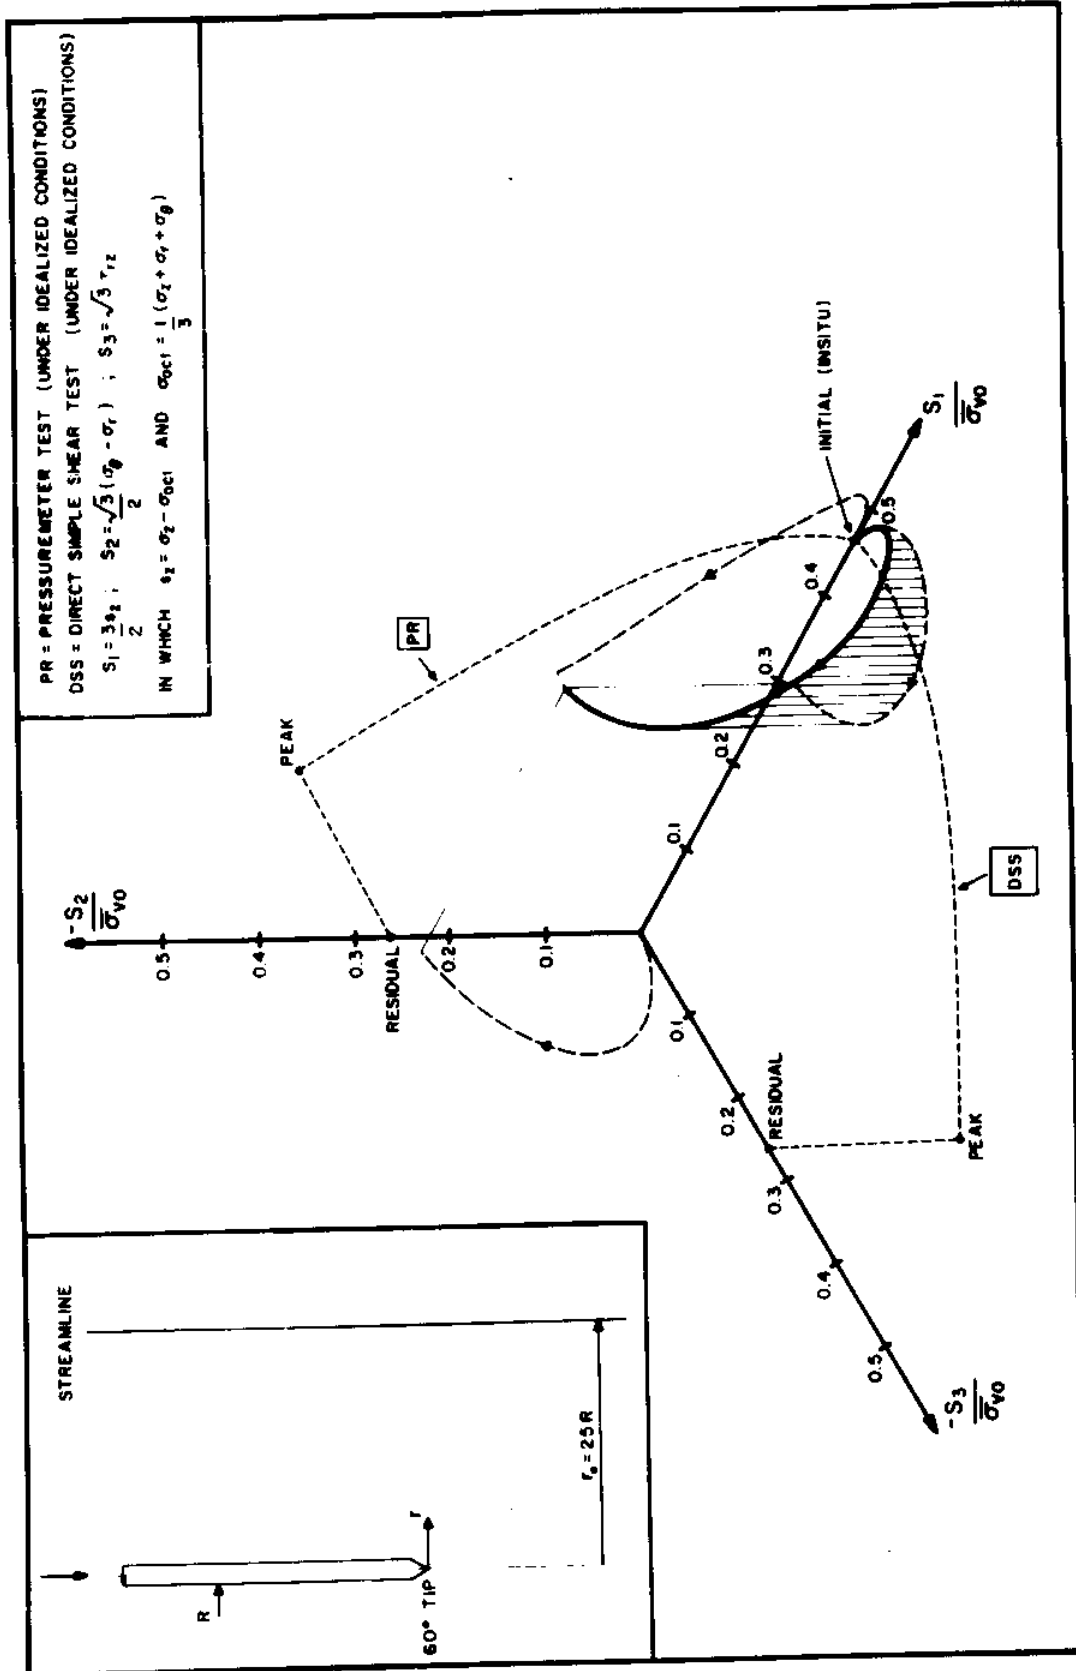 PR = PRESSUREMETER TEST (UNDER IDEALIZED CONDITIONS)
DSS = DIRECT SIMPLE SHEAR TEST (UNDER IDEALIZED CONDITIONS)
S₁ = 3s_z/2 ; S₂ = √3/2 (σ_θ - σ_r) ; S₃ = √3 τ_rz
IN WHICH s_z = σ_z - σ_oct AND σ_oct = 1/3 (σ_z + σ_r + σ_θ)
STREAMLINE
R
r
60° TIP
r₀ = 25R
-S₂/σ̄_vo
0.5
0.4
0.3
RESIDUAL
0.2
0.1
PEAK
PR
INITIAL (INSITU)
0.1
0.2
0.3
0.4
0.5
S₁/σ̄_vo
0.1
0.2
RESIDUAL
0.3
0.4
0.5
-S₃/σ̄_vo
PEAK
DSS